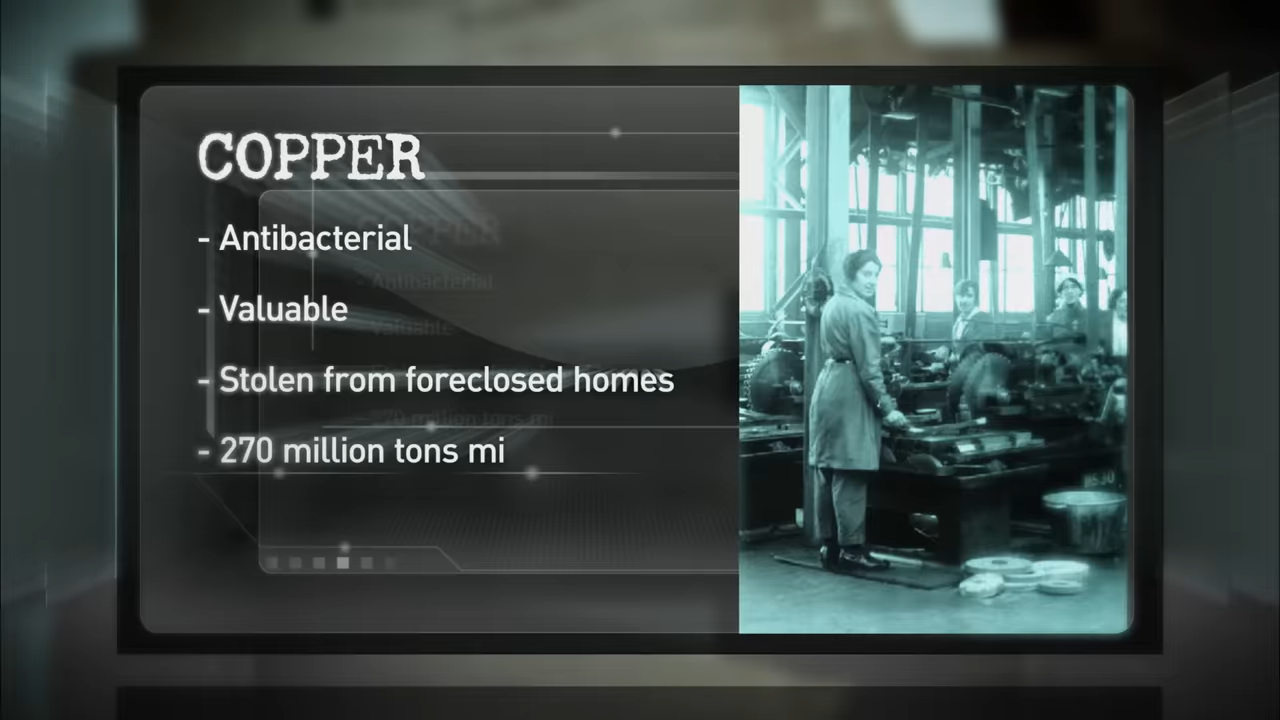 COPPER
- Antibacterial
- Valuable
- Stolen from foreclosed homes
- 270 million tons mi